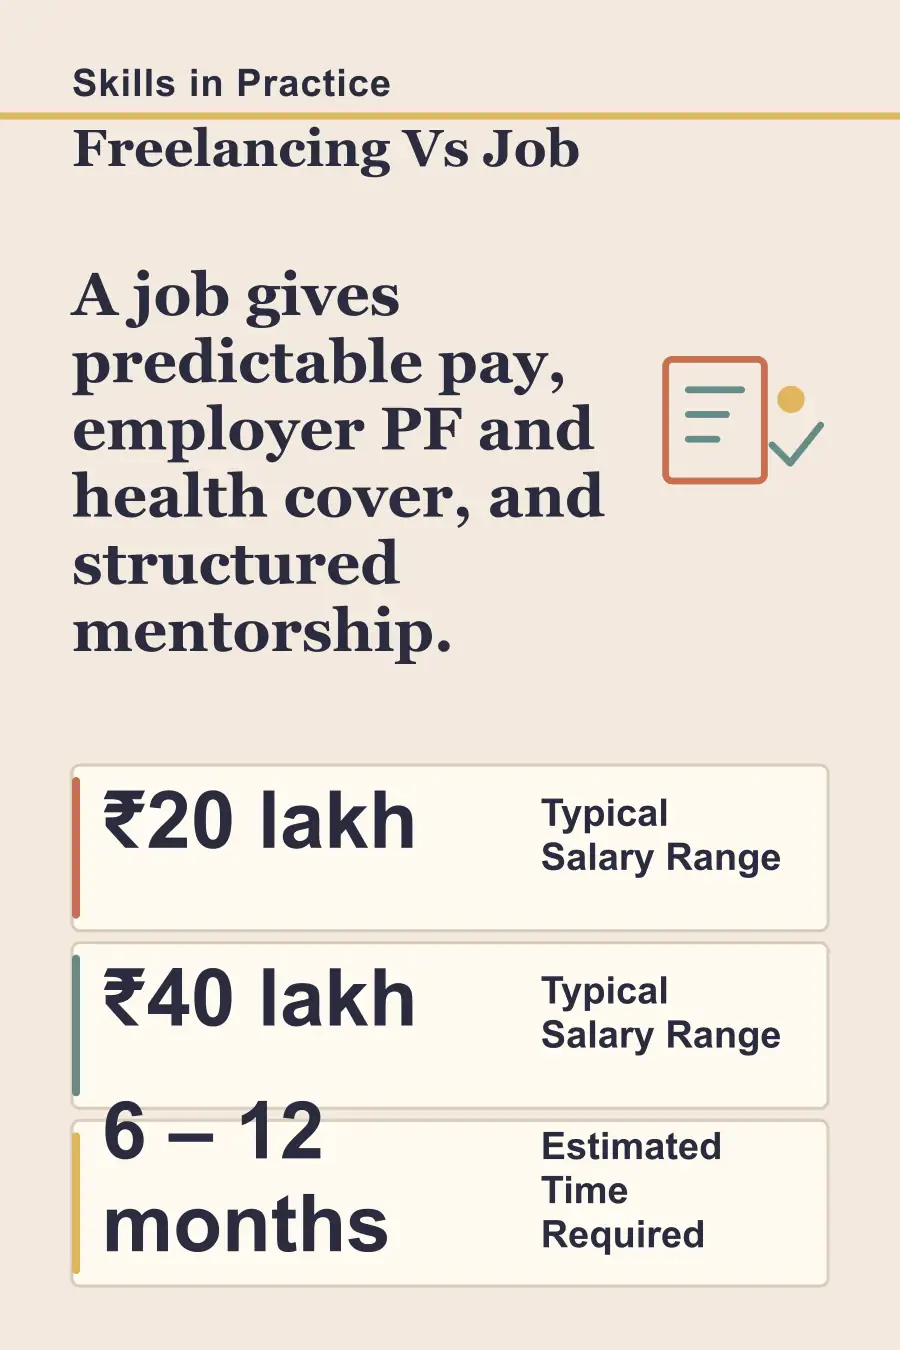 Skills in Practice
Freelancing Vs Job
A job gives
predictable pay,
employer PF and
health cover, and
structured
mentorship.
₹20 lakh
Typical
Salary Range
₹40 lakh
Typical
Salary Range
6 – 12
months
Estimated
Time
Required